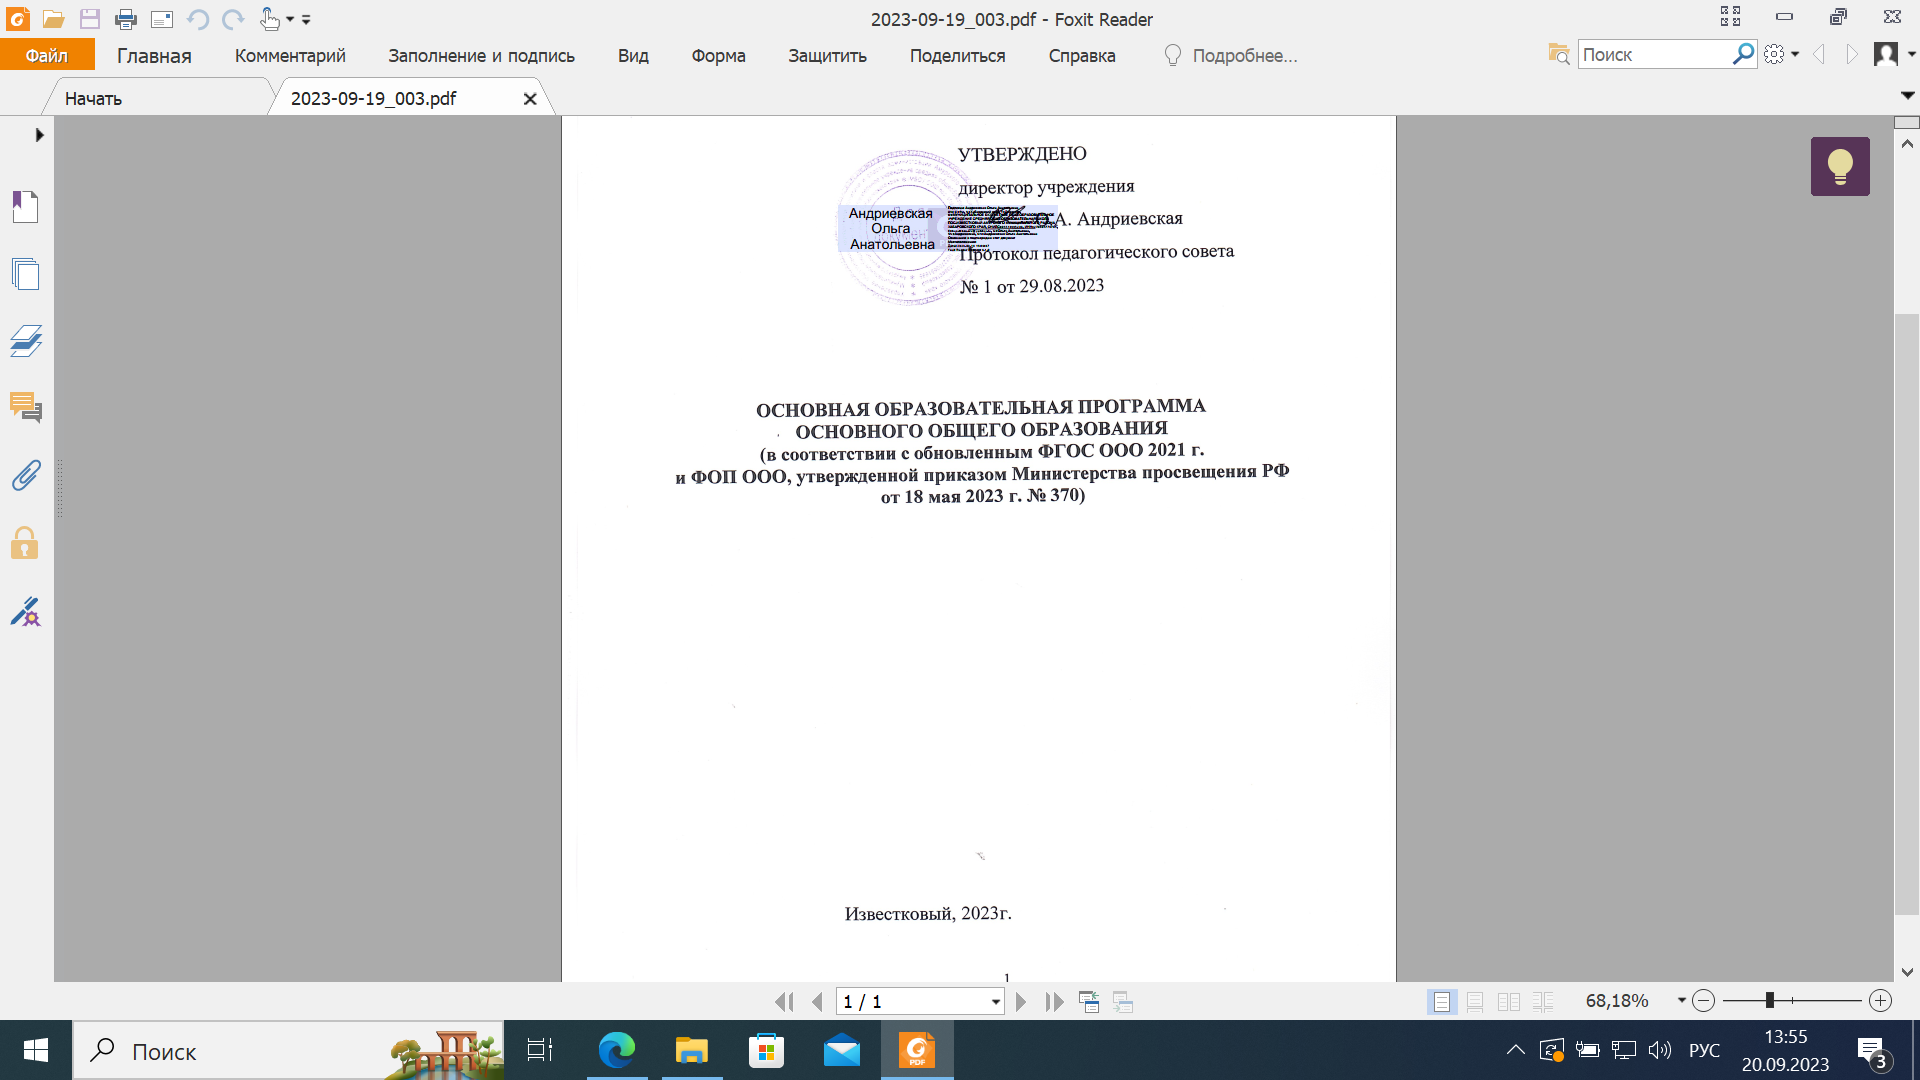 2023-09-19_003.pdf - Foxit Reader
Файл Главная Комментарий Заполнение и подпись Вид Форма Защитить Поделиться Справка Подробнее... Поиск
Начать 2023-09-19_003.pdf
УТВЕРЖДЕНО
директор учреждения
А. Андриевская
Андриевская
Ольга
Анатольевна
Протокол педагогического совета
№ 1 от 29.08.2023
ОСНОВНАЯ ОБРАЗОВАТЕЛЬНАЯ ПРОГРАММА
ОСНОВНОГО ОБЩЕГО ОБРАЗОВАНИЯ
(в соответствии с обновленным ФГОС ООО 2021 г.
и ФОП ООО, утвержденной приказом Министерства просвещения РФ
от 18 мая 2023 г. № 370)
Известковый, 2023г.
1
1 / 1 68,18%
Поиск PDF РУС 13:55
20.09.2023 3